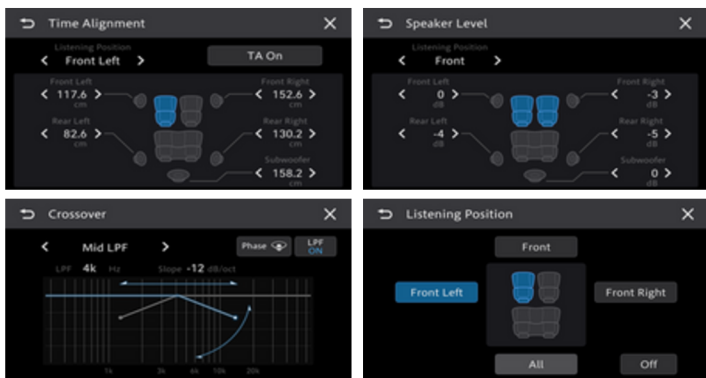 Time Alignment
Listening Position
Front Left
TA On
Front Left
117.6
cm
Front Right
152.6
cm
Rear Left
82.6
cm
Rear Right
130.2
cm
Subwoofer
158.2
cm
Speaker Level
Listening Position
Front
Front Left
0
dB
Front Right
-3
dB
Rear Left
-4
dB
Rear Right
-5
dB
Subwoofer
0
dB
Crossover
Mid LPF
Phase
LPF
ON
LPF 4k Hz Slope -12 dB/oct
1k 3k 6k 10k 20k
Listening Position
Front
Front Left
Front Right
All
Off